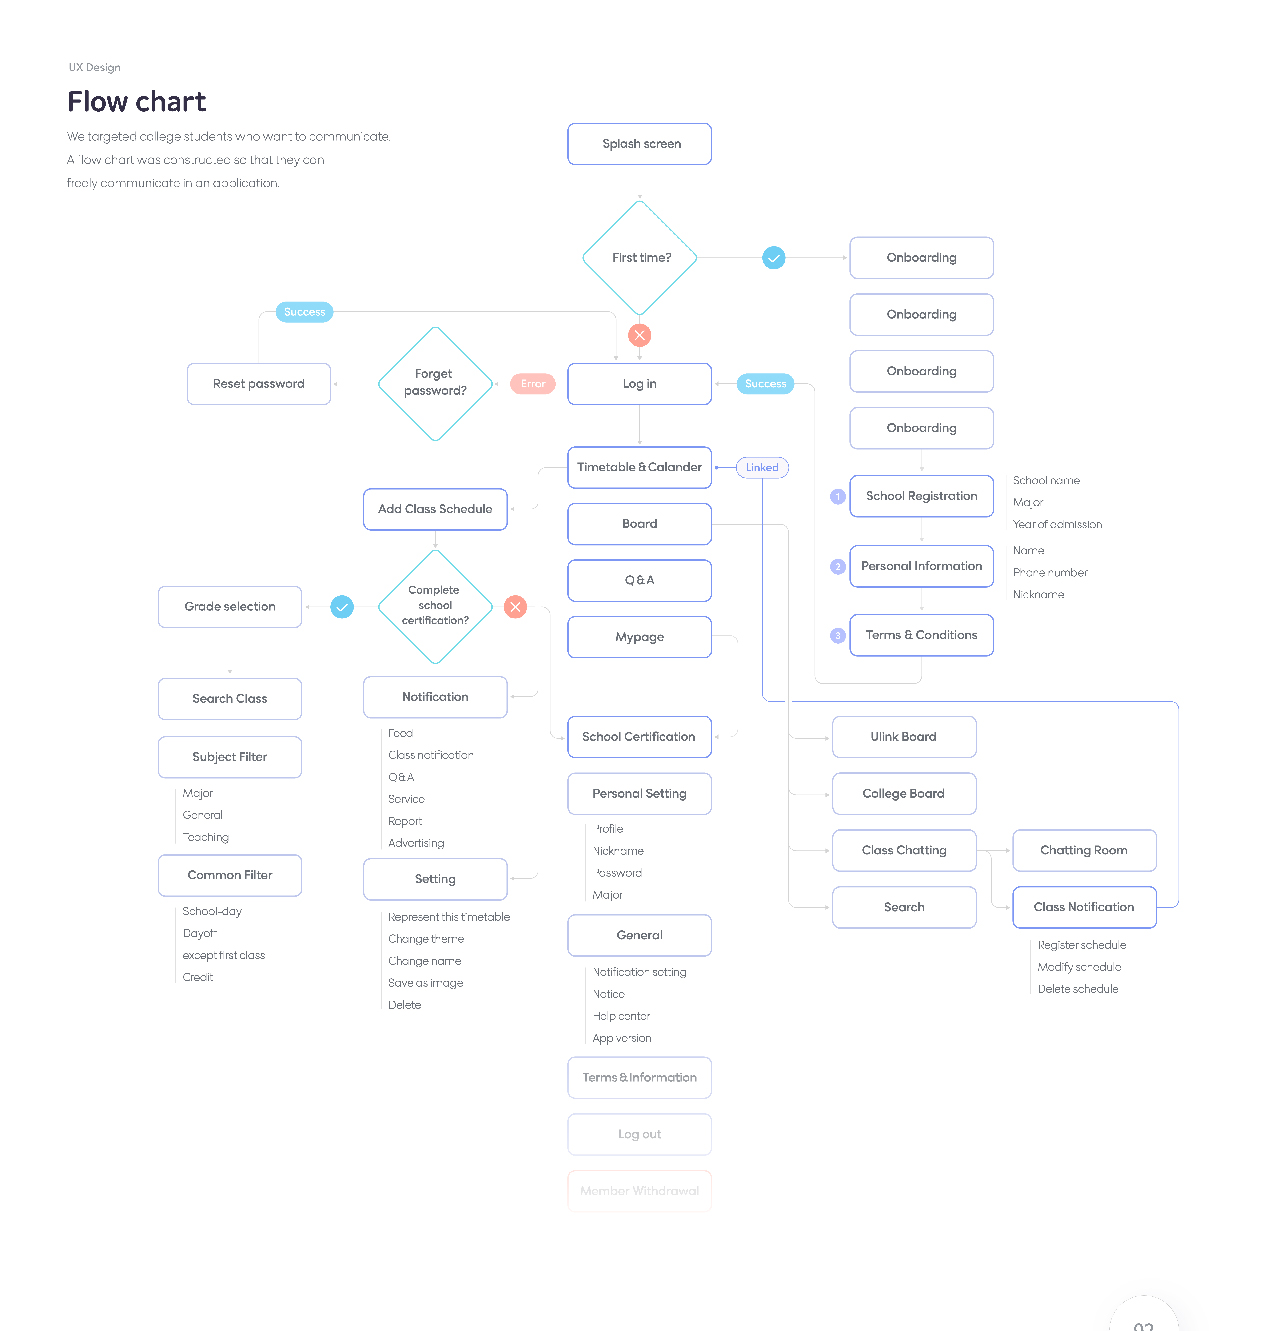 UX Design
Flow chart
We targeted college students who want to communicate.
A flow chart was constructed so that they can
freely communicate in an application.
Splash screen
First time?
Onboarding
Onboarding
Onboarding
Onboarding
Success
Reset password
Forget
password?
Error
Log in
Success
Timetable & Calander
Linked
Add Class Schedule
Board
Q & A
Mypage
1
School Registration
School name
Major
Year of admission
2
Personal Information
Name
Phone number
Nickname
3
Terms & Conditions
Grade selection
Complete
school
certification?
Search Class
Subject Filter
Major
General
Teaching
Common Filter
School-day
Dayoff
except first class
Credit
Notification
Food
Class notification
Q & A
Service
Report
Advertising
Setting
Represent this timetable
Change theme
Change name
Save as image
Delete
School Certification
Personal Setting
Profile
Nickname
Password
Major
General
Notification setting
Notice
Help center
App version
Terms & Information
Log out
Member Withdrawal
Ulink Board
College Board
Class Chatting
Chatting Room
Search
Class Notification
Register schedule
Modify schedule
Delete schedule